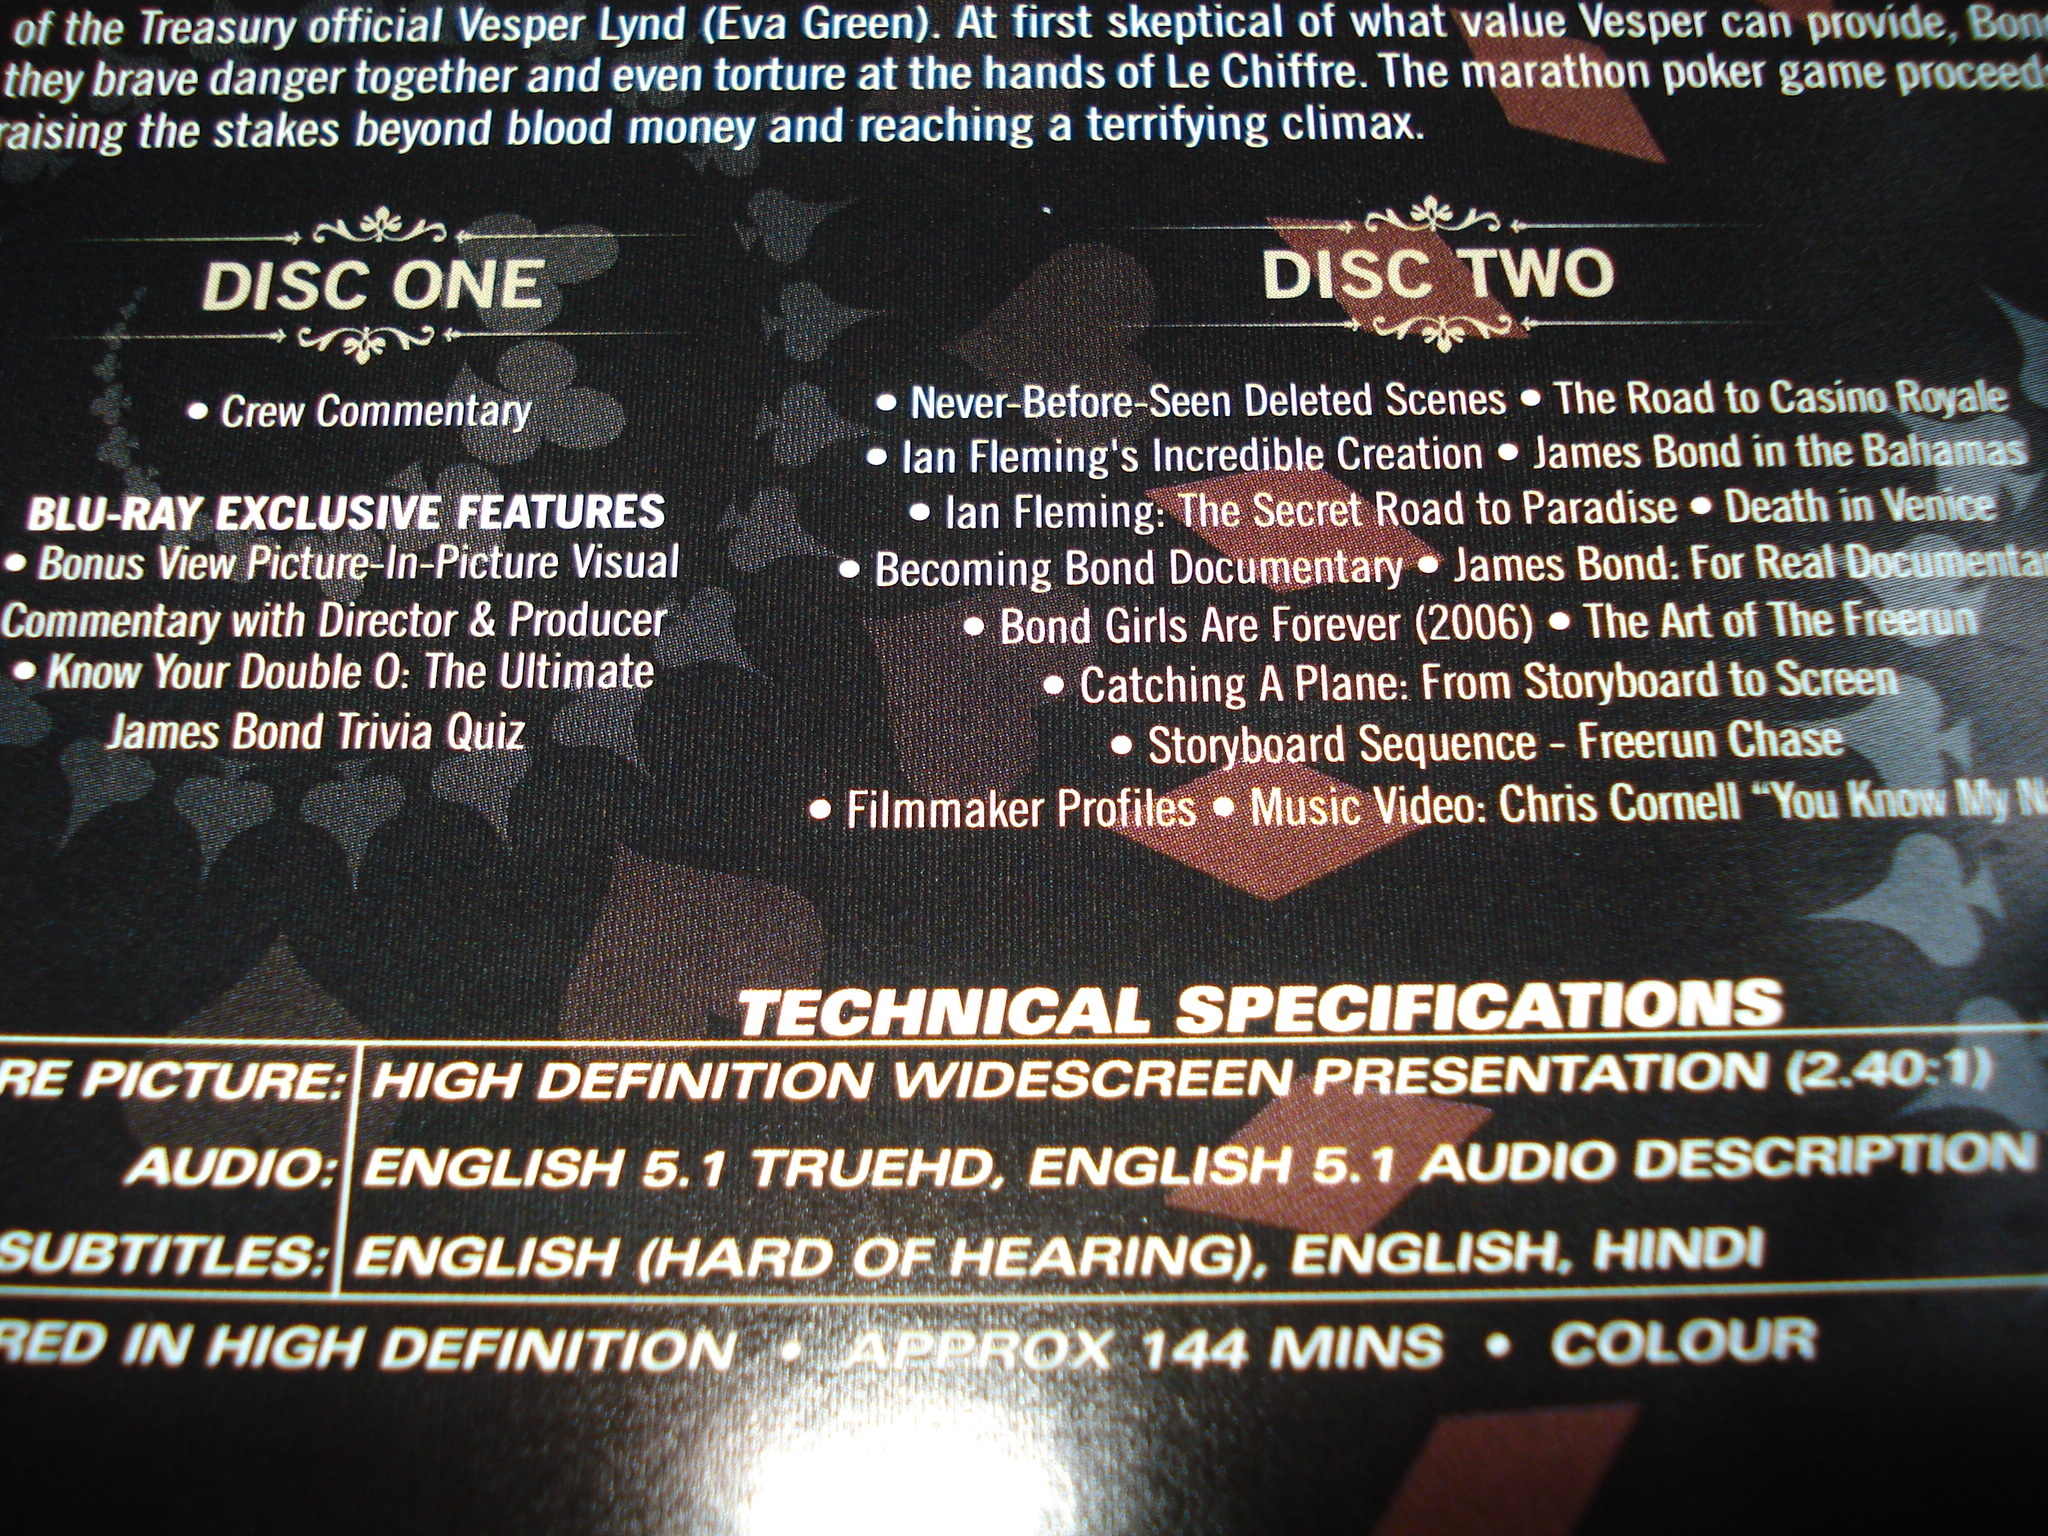 of the Treasury official Vesper Lynd (Eva Green). At first skeptical of what value Vesper can provide,
they brave danger together and even torture at the hands of Le Chiffre. The marathon poker game
raising the stakes beyond blood money and reaching a terrifying climax.
DISC ONE
• Crew Commentary
BLU-RAY EXCLUSIVE FEATURES
• Bonus View Picture-In-Picture Visual
Commentary with Director & Producer
• Know Your Double O: The Ultimate
James Bond Trivia Quiz
DISC TWO
• Never-Before-Seen Deleted Scenes • The Road to Casino Royale
• Ian Fleming's Incredible Creation • James Bond in the Bahamas
• Ian Fleming: The Secret Road to Paradise • Death in Venice
• Becoming Bond Documentary • James Bond: For Real
• Bond Girls Are Forever (2006) • The Art of The Freerun
• Catching A Plane: From Storyboard to Screen
• Storyboard Sequence - Freerun Chase
• Filmmaker Profiles • Music Video: Chris Cornell “You Know My
TECHNICAL SPECIFICATIONS
PICTURE: HIGH DEFINITION WIDESCREEN PRESENTATION (2.40:1)
AUDIO: ENGLISH 5.1 TRUEHD, ENGLISH 5.1 AUDIO DESCRIPTION
SUBTITLES: ENGLISH (HARD OF HEARING), ENGLISH, HINDI
IN HIGH DEFINITION • APPROX 144 MINS • COLOUR